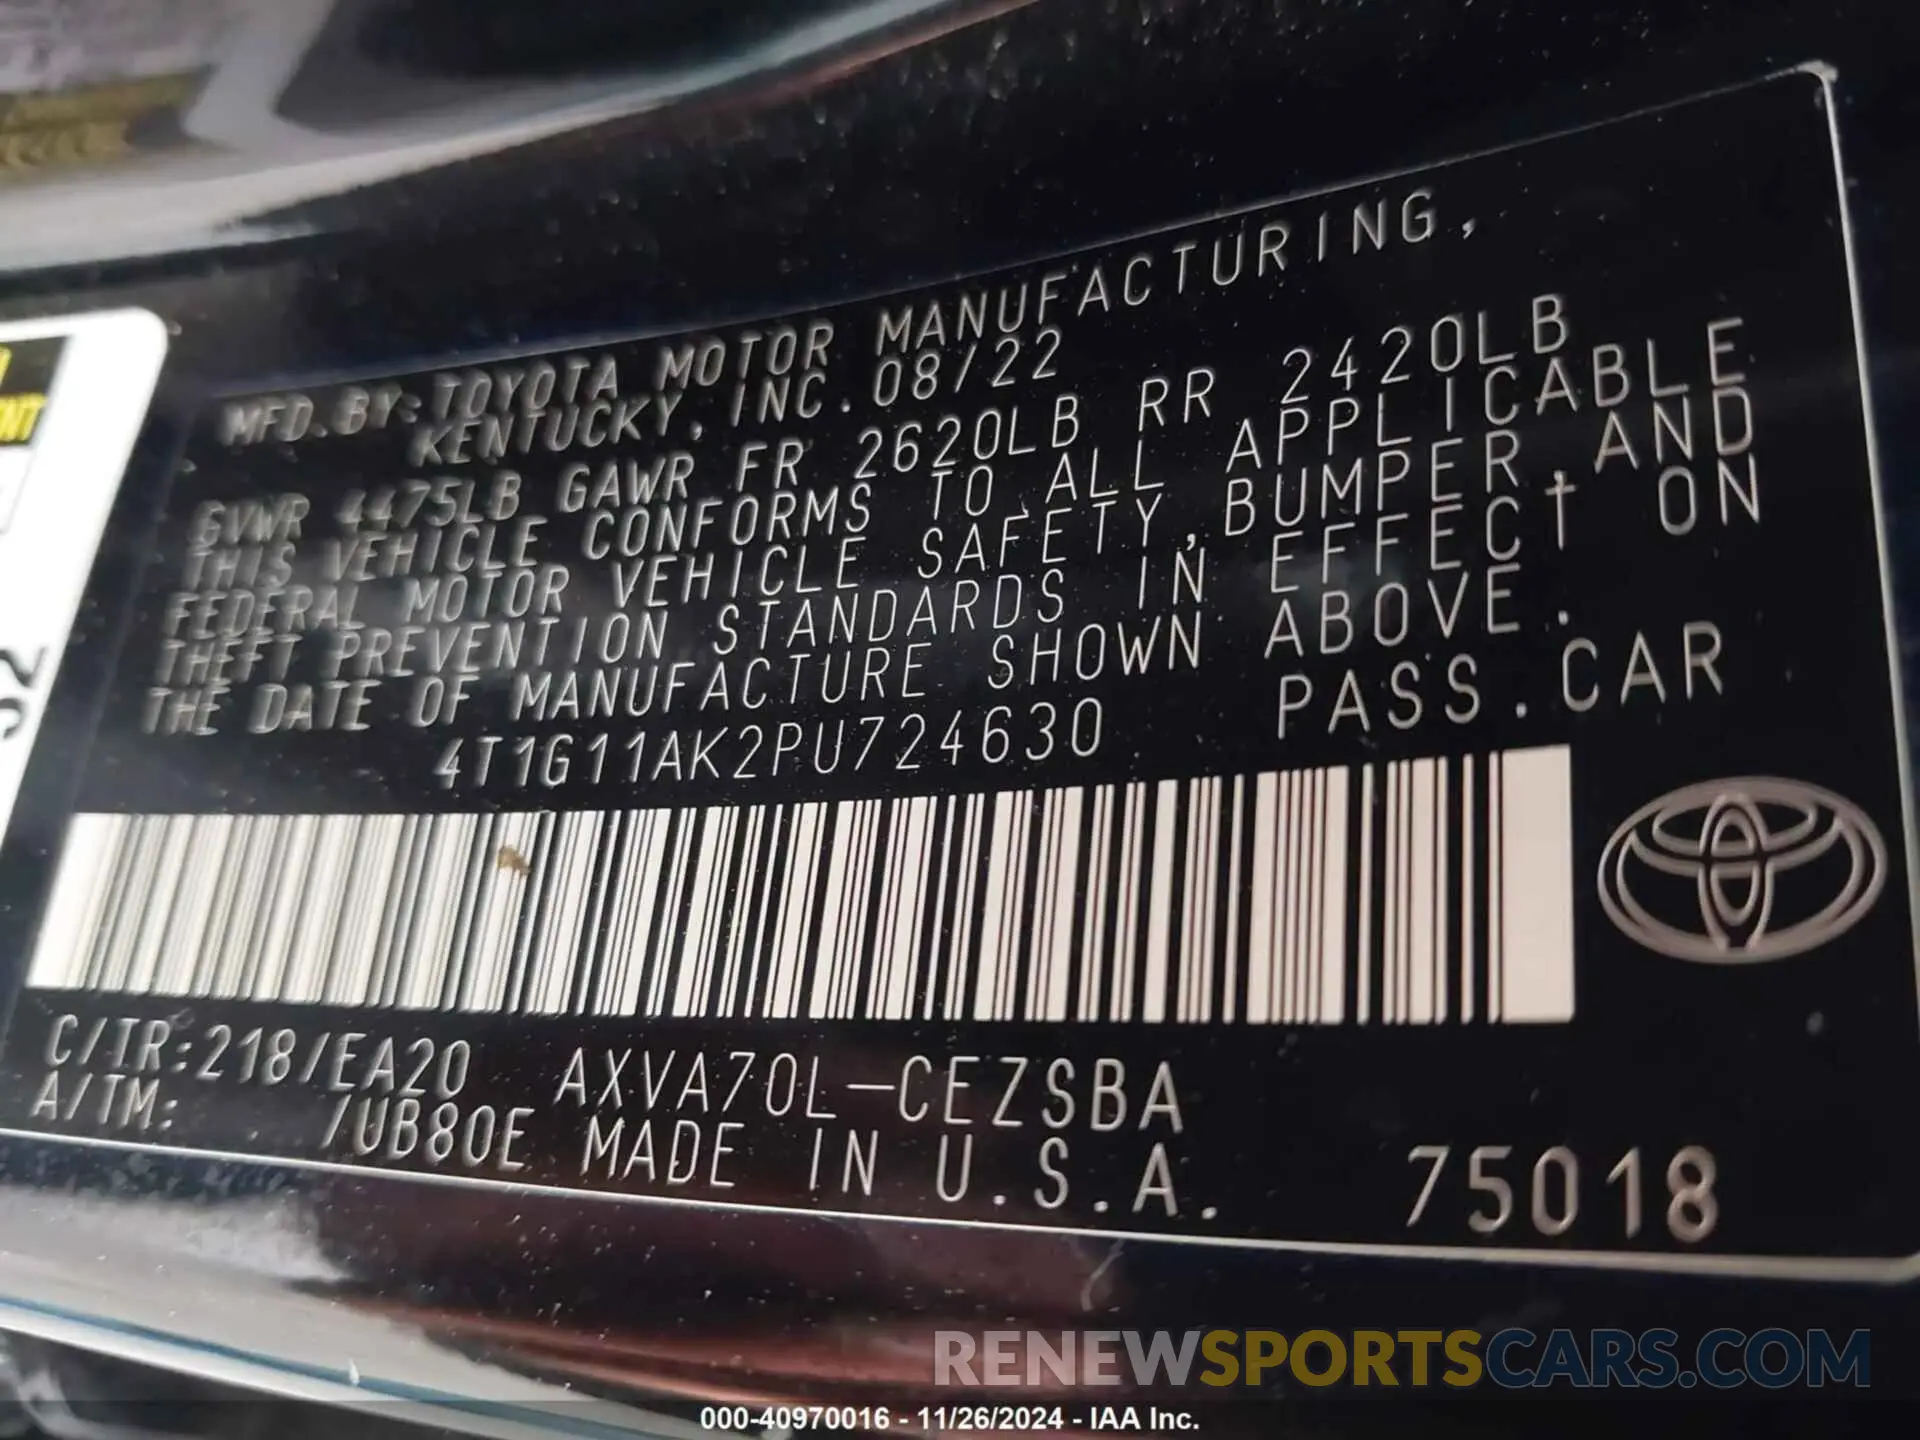 MFD.BY:TOYOTA MOTOR MANUFACTURING,
KENTUCKY, INC. 08/22
GVWR 4475LB GAWR FR 2620LB RR 2420LB
THIS VEHICLE CONFORMS TO ALL APPLICABLE
FEDERAL MOTOR VEHICLE SAFETY,BUMPER,AND
THEFT PREVENTION STANDARDS IN EFFECT ON
THE DATE OF MANUFACTURE SHOWN ABOVE.
4T1G11AK2PU724630 PASS.CAR
C/TR:218/EA20 AXVA70L-CEZSBA
A/TM: /UB80E MADE IN U.S.A. 75018
RENEWSPORTSCARS.COM
000-40970016 - 11/26/2024 - IAA Inc.